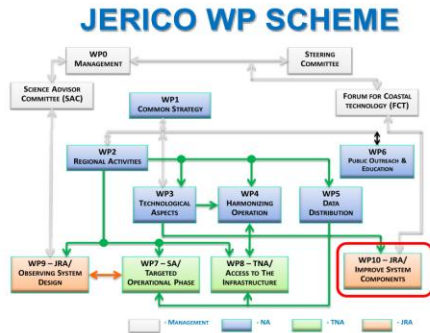 JERICO WP SCHEME
WP0
MANAGEMENT
STEERING
COMMITTEE
SCIENCE ADVISOR
COMMITTEE (SAC)
WP1
COMMON STRATEGY
FORUM FOR COASTAL
TECHNOLOGY (FCT)
WP2
REGIONAL ACTIVITIES
WP6
PUBLIC OUTREACH &
EDUCATION
WP3
TECHNOLOGICAL
ASPECTS
WP4
HARMONIZING
OPERATION
WP5
DATA
DISTRIBUTION
WP9 – JRA/
OBSERVING SYSTEM
DESIGN
WP7 – SA/
TARGETED
OPERATIONAL PHASE
WP8 – TNA/
ACCESS TO THE
INFRASTRUCTURE
WP10 – JRA/
IMPROVE SYSTEM
COMPONENTS
- MANAGEMENT
- NA
- TNA
- JRA